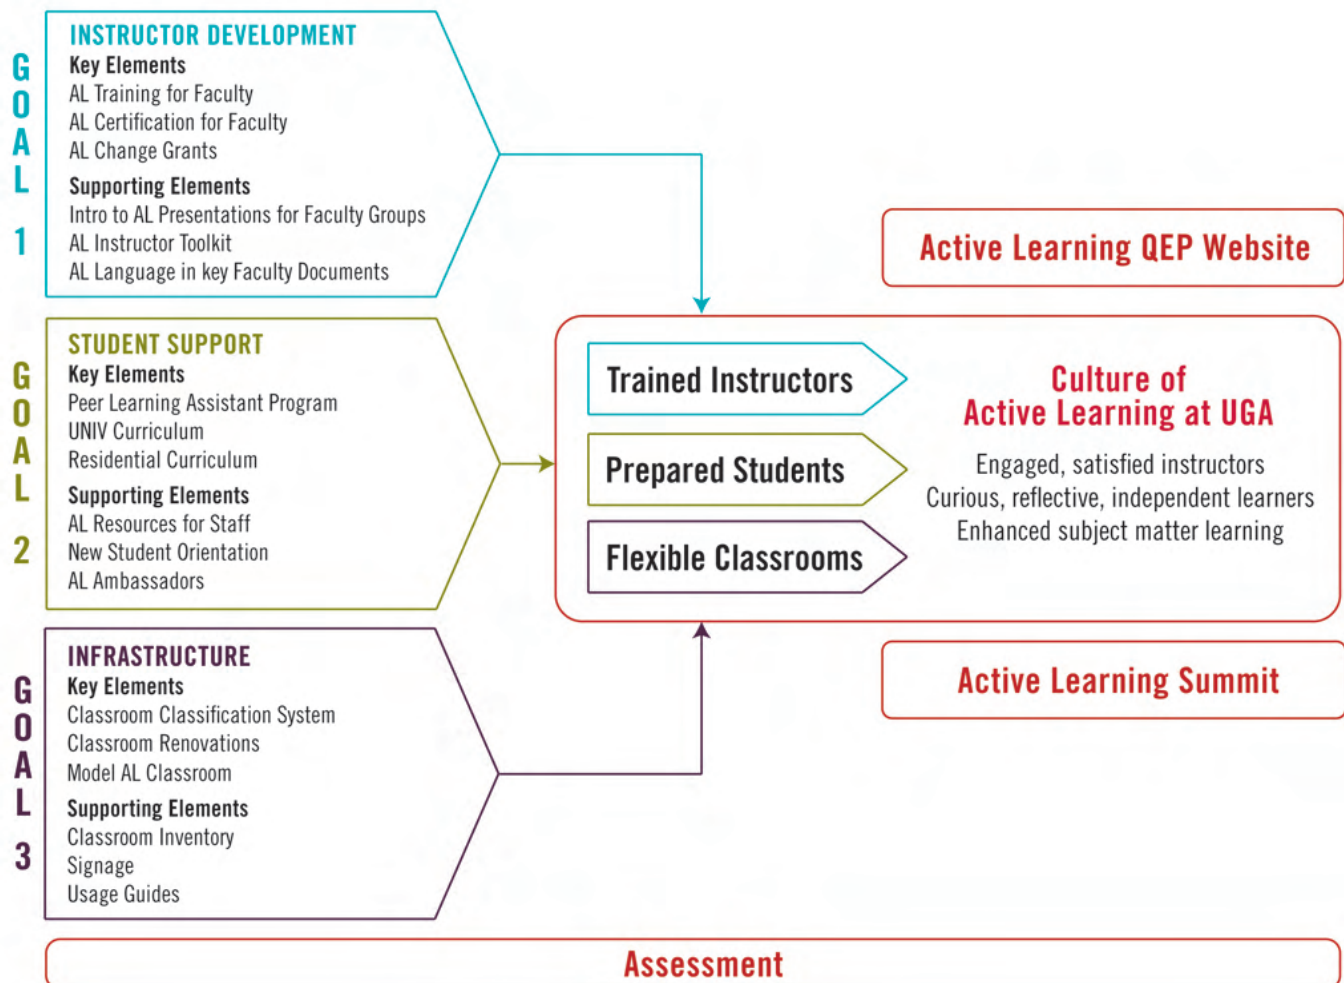 GOAL 1
INSTRUCTOR DEVELOPMENT
Key Elements
AL Training for Faculty
AL Certification for Faculty
AL Change Grants
Supporting Elements
Intro to AL Presentations for Faculty Groups
AL Instructor Toolkit
AL Language in key Faculty Documents
GOAL 2
STUDENT SUPPORT
Key Elements
Peer Learning Assistant Program
UNIV Curriculum
Residential Curriculum
Supporting Elements
AL Resources for Staff
New Student Orientation
AL Ambassadors
GOAL 3
INFRASTRUCTURE
Key Elements
Classroom Classification System
Classroom Renovations
Model AL Classroom
Supporting Elements
Classroom Inventory
Signage
Usage Guides
Active Learning QEP Website
Trained Instructors
Prepared Students
Flexible Classrooms
Culture of
Active Learning at UGA
Engaged, satisfied instructors
Curious, reflective, independent learners
Enhanced subject matter learning
Active Learning Summit
Assessment